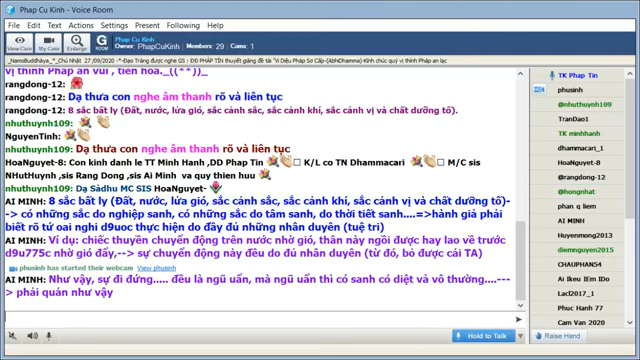 Phap Cu Kinh - Voice Room
File Edit Text Actions Settings Present Following Help
View Cam
My Cam
Enlarge
G
ROOM
Phap Cu Kinh
Owner: PhapCuKinh Members: 29 Cams: 1
_NamoBuddhàya_*_Chủ Nhật 27 /09/2020 -*-Đạo Tràng được nghe GS : ĐĐ PHÁP TÍN thuyết giảng đề tài "Vi Diệu Pháp Sơ Cấp-(AbhiDhamma)-Kính chúc quý vị thính Pháp an lạc
vị thính Pháp an vui , tiến hóa._((**))_
rangdong-12:
rangdong-12: Dạ thưa con nghe âm thanh rõ và liên tục
rangdong-12: 8 sắc bất ly (Đất, nước, lửa gió, sắc cảnh sắc, sắc cảnh khí, sắc cảnh vị và chất dưỡng tố).
nhuthuynh109:
NguyenTinh:
nhuthuynh109: Dạ thưa con nghe âm thanh rõ và liên tục
HoaNguyet-8: Con kinh danh le TT Minh Hanh ,DD Phap Tin K/L co TN Dhammacari M/C sis
NHutHuynh ,sis Rang Dong ,sis Ai Minh va quy thien huu
nhuthuynh109: Dạ Sàdhu MC SIS HoaNguyet-
AI MINH: 8 sắc bất ly (Đất, nước, lửa gió, sắc cảnh sắc, sắc cảnh khí, sắc cảnh vị và chất dưỡng tố)--
-> có những sắc do nghiệp sanh, có những sắc do tâm sanh, do thời tiết sanh....=>hành giả phải
biết rõ tứ oai nghi d9uoc thực hiện do đầy đủ những nhân duyên (tuệ tri)
AI MINH: Ví dụ: chiếc thuyền chuyển động trên nước nhờ gió, thân này ngồi được hay lao về trước
d9u775c nhờ gió đẩy,--> sự chuyển động này đều do đủ nhân duyên (từ đó, bỏ được cái TA)
phusinh has started their webcam View phusinh
AI MINH: Như vậy, sự đi đứng..... đều là ngũ uẩn, mà ngũ uẩn thì có sanh có diệt và vô thường....---
> phải quán như vậy
Hold to Talk
TK Phap Tin
phusinh
@nhuthuynh109
TranDao1
TK minhhanh
dhammacari_1
HoaNguyet-8
@hongnhat
phan q liem
AI MINH
Huyenmy2015
diemnguyen2015
CHAUPHAN54
Ai Ikeu IEm IDo
Lacl2017_1
Phuc Hanh 77
Cam Van 2020
Raise Hand